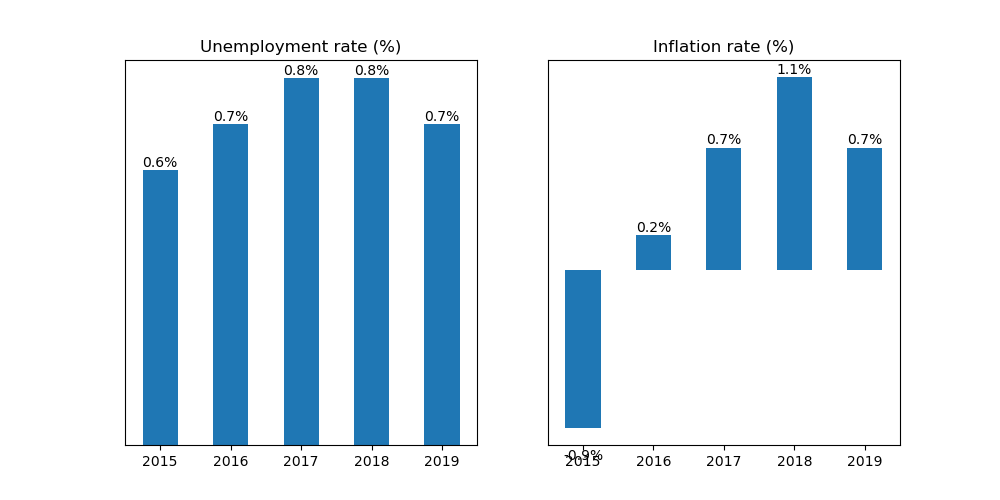 Unemployment rate (%)
0.6%
0.7%
0.8%
0.8%
0.7%
2015 2016 2017 2018 2019
Inflation rate (%)
-0.9%
0.2%
0.7%
1.1%
0.7%
2015 2016 2017 2018 2019